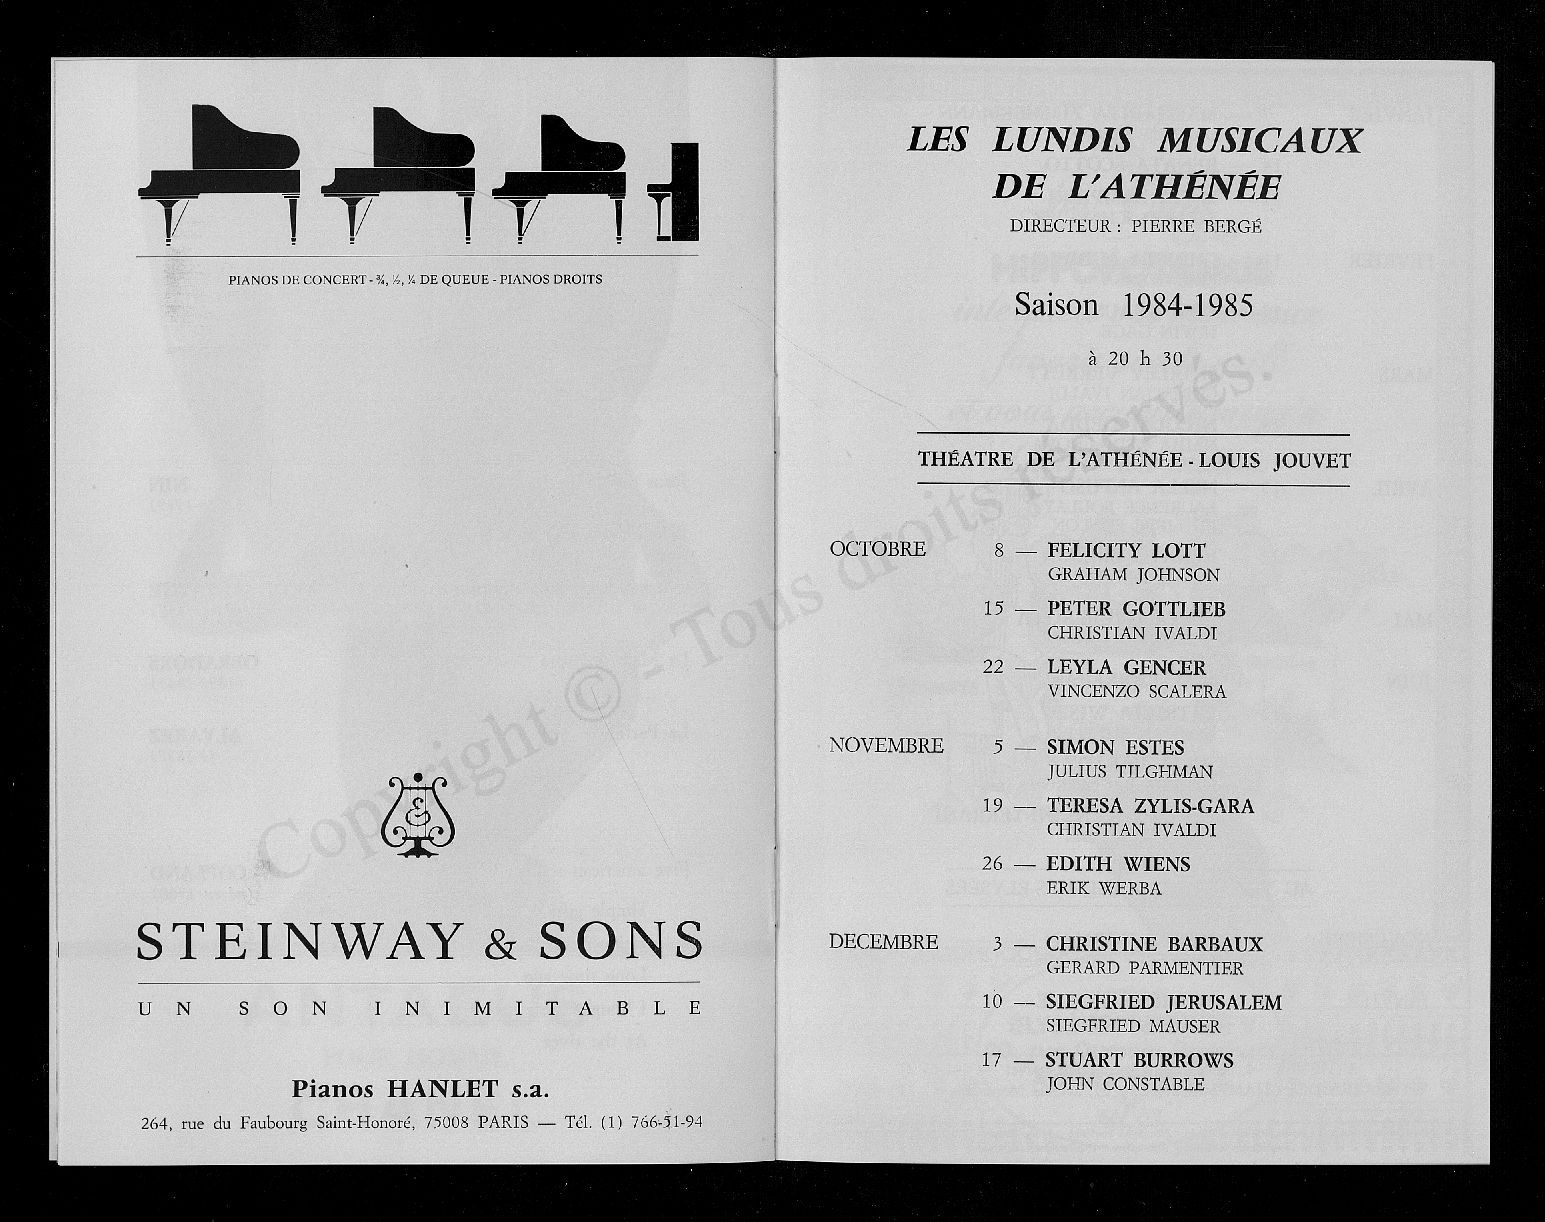 PIANOS DE CONCERT - ¾, ½, ¼ DE QUEUE - PIANOS DROITS
STEINWAY & SONS
UN SON INIMITABLE
Pianos HANLET s.a.
264, rue du Faubourg Saint-Honoré, 75008 PARIS — Tél. (1) 766-51-94
LES LUNDIS MUSICAUX
DE L'ATHÉNÉE
DIRECTEUR : PIERRE BERGÉ
Saison 1984-1985
à 20 h 30
THÉATRE DE L'ATHÉNÉE - LOUIS JOUVET
OCTOBRE 8 — FELICITY LOTT
GRAHAM JOHNSON
15 — PETER GOTTLIEB
CHRISTIAN IVALDI
22 — LEYLA GENCER
VINCENZO SCALERA
NOVEMBRE 5 — SIMON ESTES
JULIUS TILGHMAN
19 — TERESA ZYLIS-GARA
CHRISTIAN IVALDI
26 — EDITH WIENS
ERIK WERBA
DECEMBRE 3 — CHRISTINE BARBAUX
GERARD PARMENTIER
10 — SIEGFRIED JERUSALEM
SIEGFRIED MAUSER
17 — STUART BURROWS
JOHN CONSTABLE
Copyright © - Tous droits réservés.